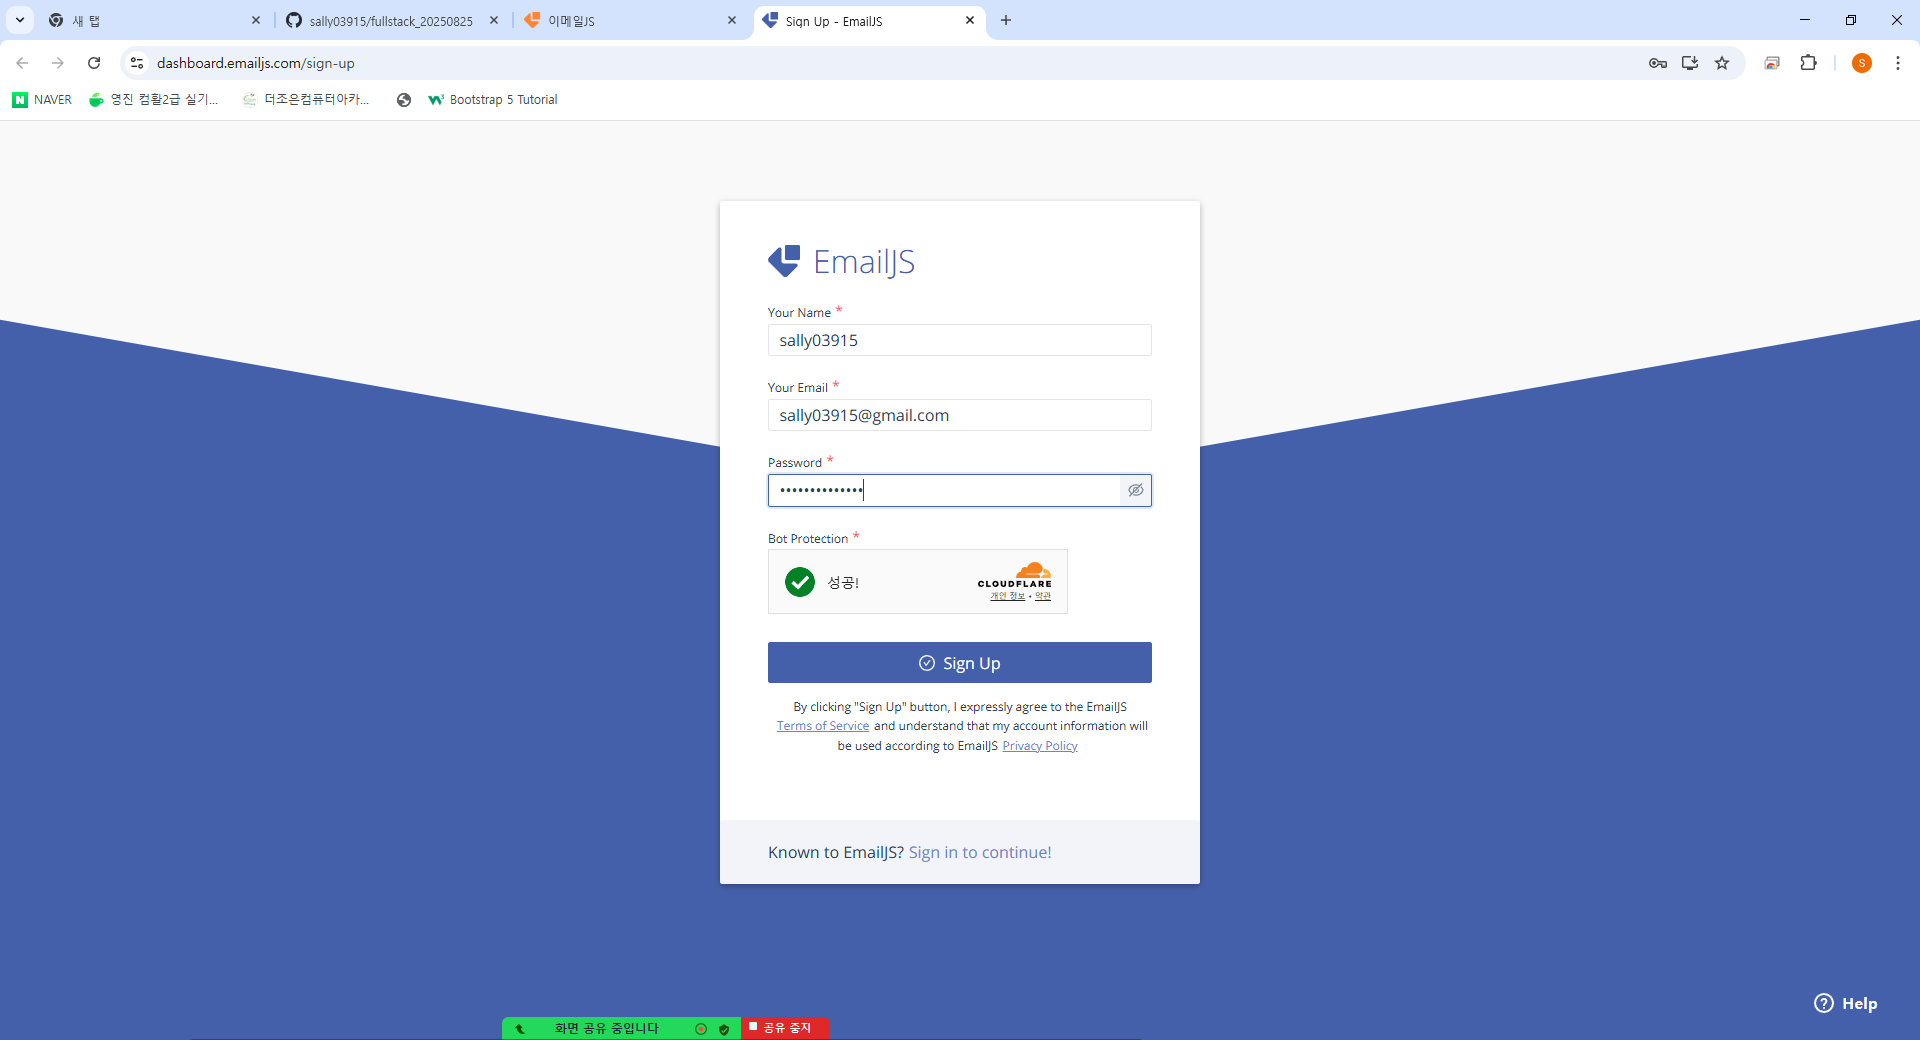 새 탭
sally03915/fullstack_20250825
이메일JS
Sign Up - EmailJS
dashboard.emailjs.com/sign-up
S
NAVER
영진 컴활2급 실기...
더조은컴퓨터아카...
Bootstrap 5 Tutorial
EmailJS
Your Name *
sally03915
Your Email *
sally03915@gmail.com
Password *
••••••••••••••
Bot Protection *
성공!
CLOUDFLARE
개인 정보 • 약관
Sign Up
By clicking "Sign Up" button, I expressly agree to the EmailJS
Terms of Service and understand that my account information will
be used according to EmailJS Privacy Policy
Known to EmailJS? Sign in to continue!
Help
화면 공유 중입니다
공유 중지